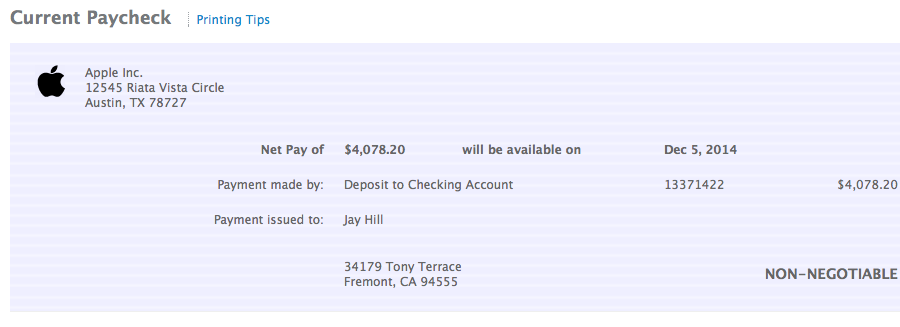 Current Paycheck Printing Tips
Apple Inc.
12545 Riata Vista Circle
Austin, TX 78727
Net Pay of $4,078.20 will be available on Dec 5, 2014
Payment made by: Deposit to Checking Account 13371422 $4,078.20
Payment issued to: Jay Hill
34179 Tony Terrace
Fremont, CA 94555
NON-NEGOTIABLE